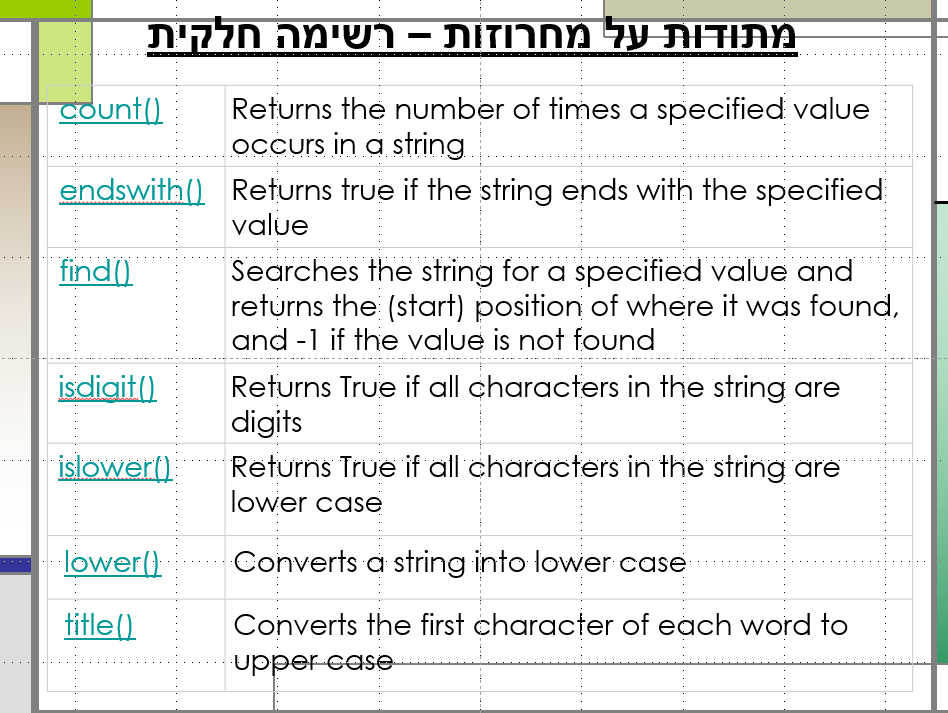 מתודות על מחרוזות – רשימה חלקית
count() Returns the number of times a specified value
occurs in a string
endswith() Returns true if the string ends with the specified
value
find() Searches the string for a specified value and
returns the (start) position of where it was found,
and -1 if the value is not found
isdigit() Returns True if all characters in the string are
digits
islower() Returns True if all characters in the string are
lower case
lower() Converts a string into lower case
title() Converts the first character of each word to
upper case